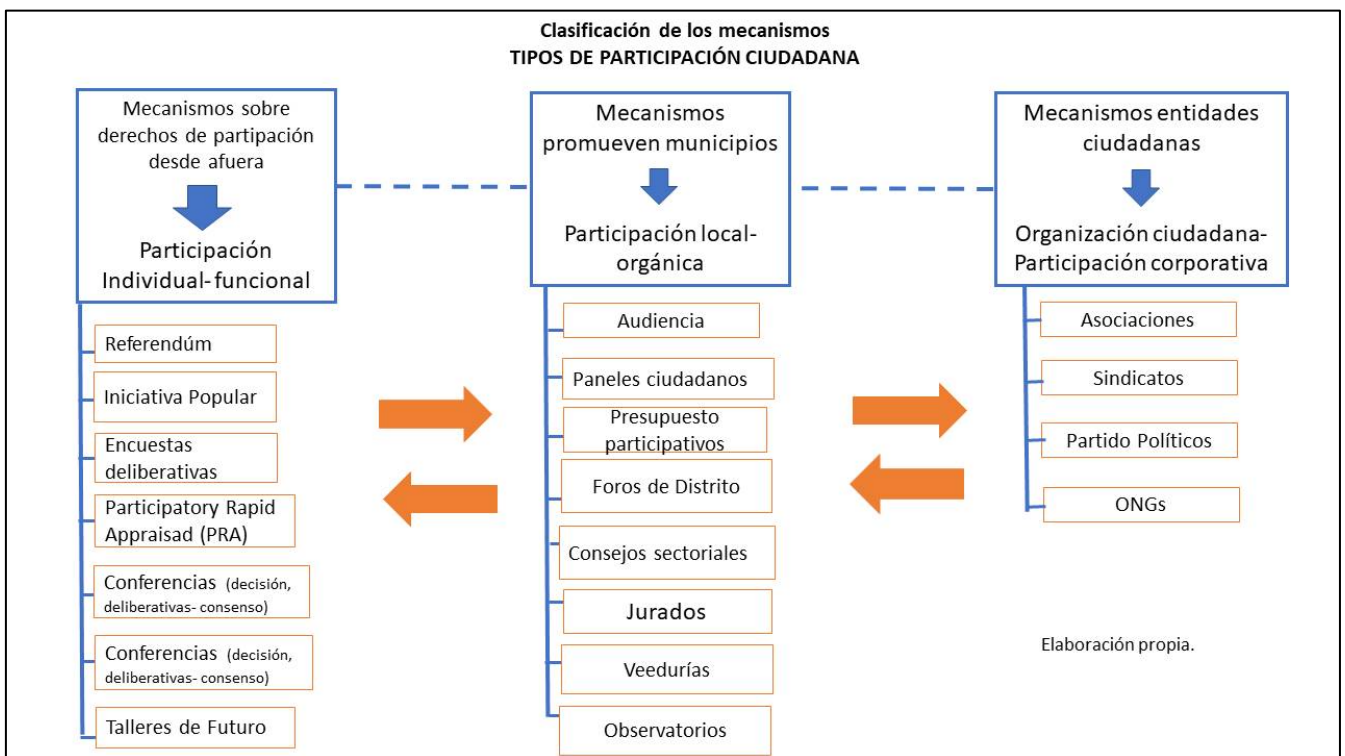 Clasificación de los mecanismos
TIPOS DE PARTICIPACIÓN CIUDADANA
Mecanismos sobre
derechos de partipación
desde afuera
Participación
Individual-funcional
Referendúm
Iniciativa Popular
Encuestas
deliberativas
Participatory Rapid
Appraisad (PRA)
Conferencias (decisión,
deliberativas- consenso)
Conferencias (decisión,
deliberativas- consenso)
Talleres de Futuro
Mecanismos
promueven municipios
Participación local-
orgánica
Audiencia
Paneles ciudadanos
Presupuesto
participativos
Foros de Distrito
Consejos sectoriales
Jurados
Veedurías
Observatorios
Mecanismos entidades
ciudadanas
Organización ciudadana-
Participación corporativa
Asociaciones
Sindicatos
Partido Políticos
ONGs
Elaboración propia.